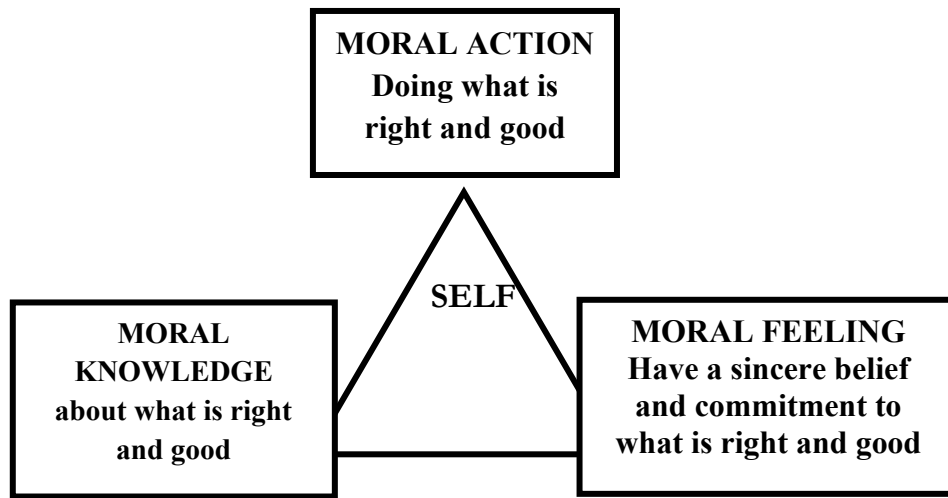 MORAL ACTION
Doing what is
right and good
SELF
MORAL
KNOWLEDGE
about what is right
and good
MORAL FEELING
Have a sincere belief
and commitment to
what is right and good